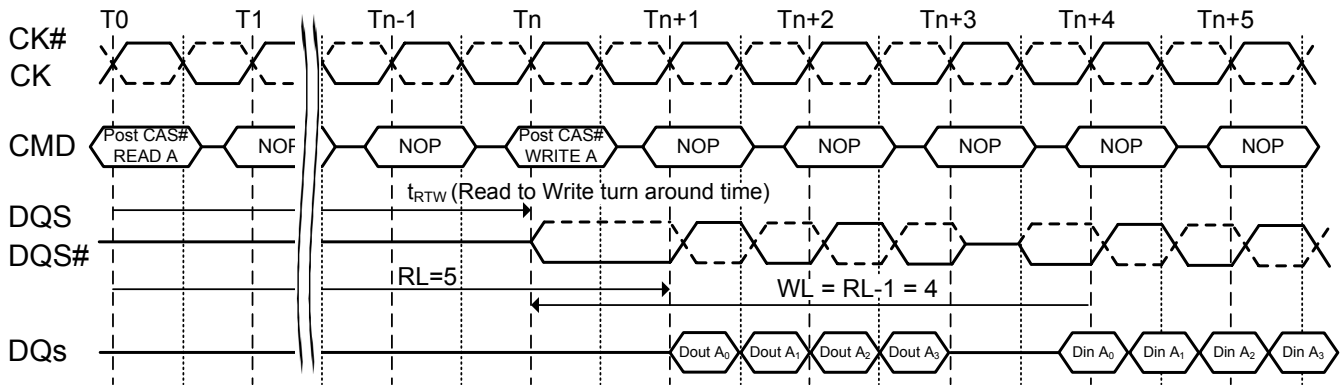 T0 T1 Tn-1 Tn Tn+1 Tn+2 Tn+3 Tn+4 Tn+5
CK#
CK
CMD
Post CAS#
READ A
NOP
NOP
Post CAS#
WRITE A
NOP
NOP
NOP
NOP
NOP
tRTW (Read to Write turn around time)
DQS
DQS#
RL=5
WL = RL-1 = 4
DQs
Dout A0 Dout A1 Dout A2 Dout A3 Din A0 Din A1 Din A2 Din A3